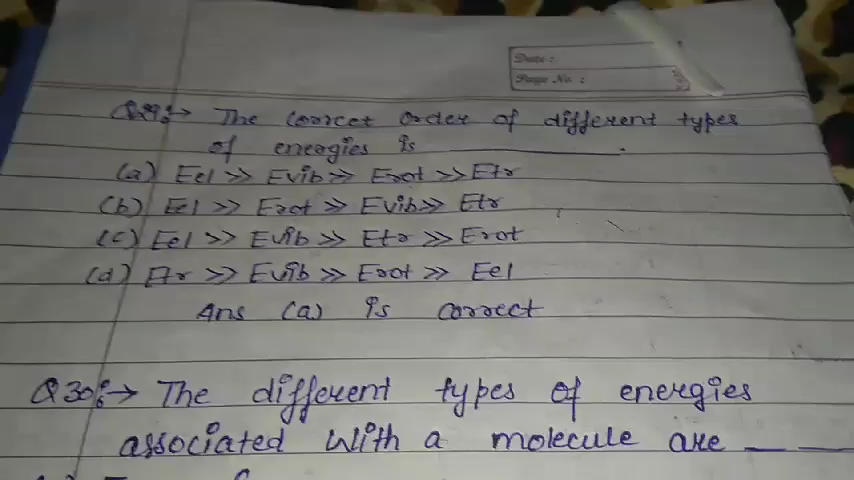 Date :
Page No :
Q29:→ The correct order of different types
of energies is ________.
(a) Eel >> Evib >> Erot >> Etr
(b) Eel >> Erot >> Evib >> Etr
(c) Eel >> Evib >> Etr >> Erot
(d) Etr >> Evib >> Erot >> Eel
Ans (a) is correct
Q30:→ The different types of energies
associated with a molecule are __ __